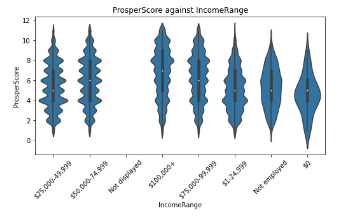 ProsperScore against IncomeRange
12
10
8
6
4
2
0
ProsperScore
$25,000-49,999
$50,000-74,999
Not displayed
$100,000+
$75,000-99,999
$1-24,999
Not employed
$0
IncomeRange